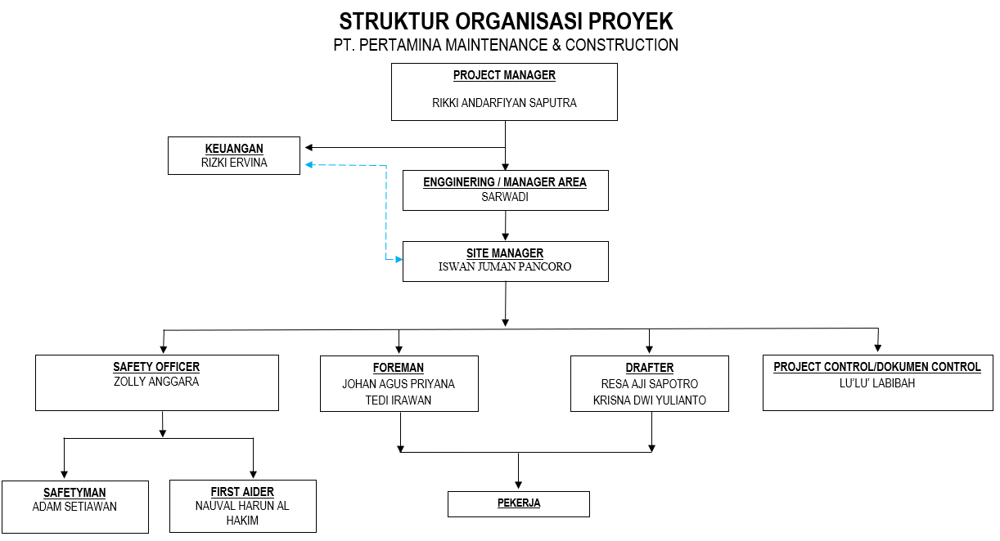 STRUKTUR ORGANISASI PROYEK
PT. PERTAMINA MAINTENANCE & CONSTRUCTION
PROJECT MANAGER
RIKKI ANDARFIYAN SAPUTRA
KEUANGAN
RIZKI ERVINA
ENGGINERING / MANAGER AREA
SARWADI
SITE MANAGER
ISWAN JUMAN PANCORO
SAFETY OFFICER
ZOLLY ANGGARA
FOREMAN
JOHAN AGUS PRIYANA
TEDI IRAWAN
DRAFTER
RESA AJI SAPOTRO
KRISNA DWI YULIANTO
PROJECT CONTROL/DOKUMEN CONTROL
LU’LU’ LABIBAH
SAFETYMAN
ADAM SETIAWAN
FIRST AIDER
NAUVAL HARUN AL
HAKIM
PEKERJA